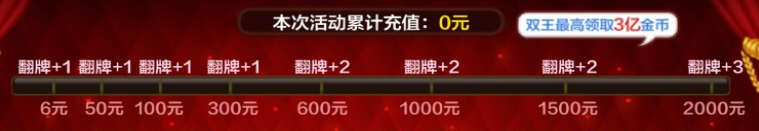 本次活动累计充值：0元
双王最高领取3亿金币
翻牌+1 翻牌+1 翻牌+1 翻牌+1 翻牌+2 翻牌+2 翻牌+2 翻牌+3
6元 50元 100元 300元 600元 1000元 1500元 2000元